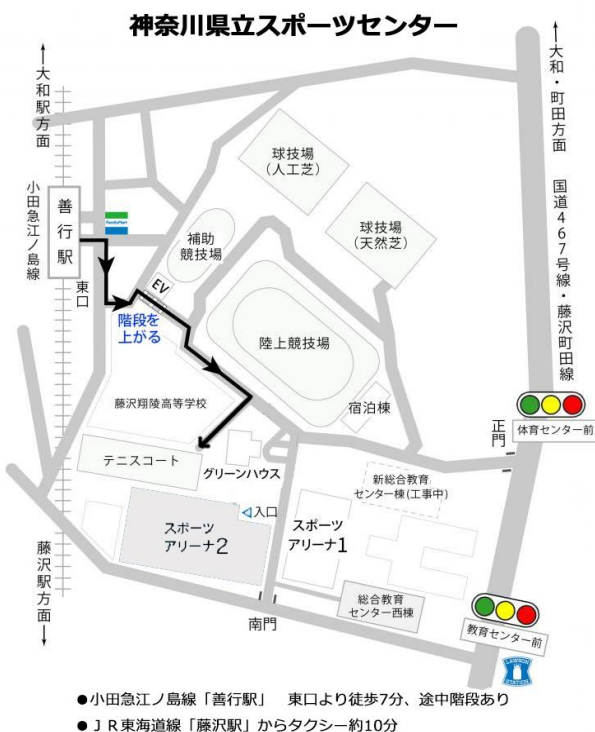 神奈川県立スポーツセンター
←大和駅方面
←大和・町田方面
国道467号線・藤沢町田線
小田急江ノ島線
善行駅
FamilyMart
東口
階段を
上がる
EV
補助
競技場
球技場
(人工芝)
球技場
(天然芝)
陸上競技場
宿泊棟
藤沢翔陵高等学校
テニスコート
グリーンハウス
正門
体育センター前
新総合教育
センター棟(工事中)
入口
スポーツ
アリーナ2
スポーツ
アリーナ1
総合教育
センター西棟
南門
教育センター前
LAWSON
STATION
藤沢駅方面→
●小田急江ノ島線「善行駅」 東口より徒歩7分、途中階段あり
●JR東海道線「藤沢駅」からタクシー約10分